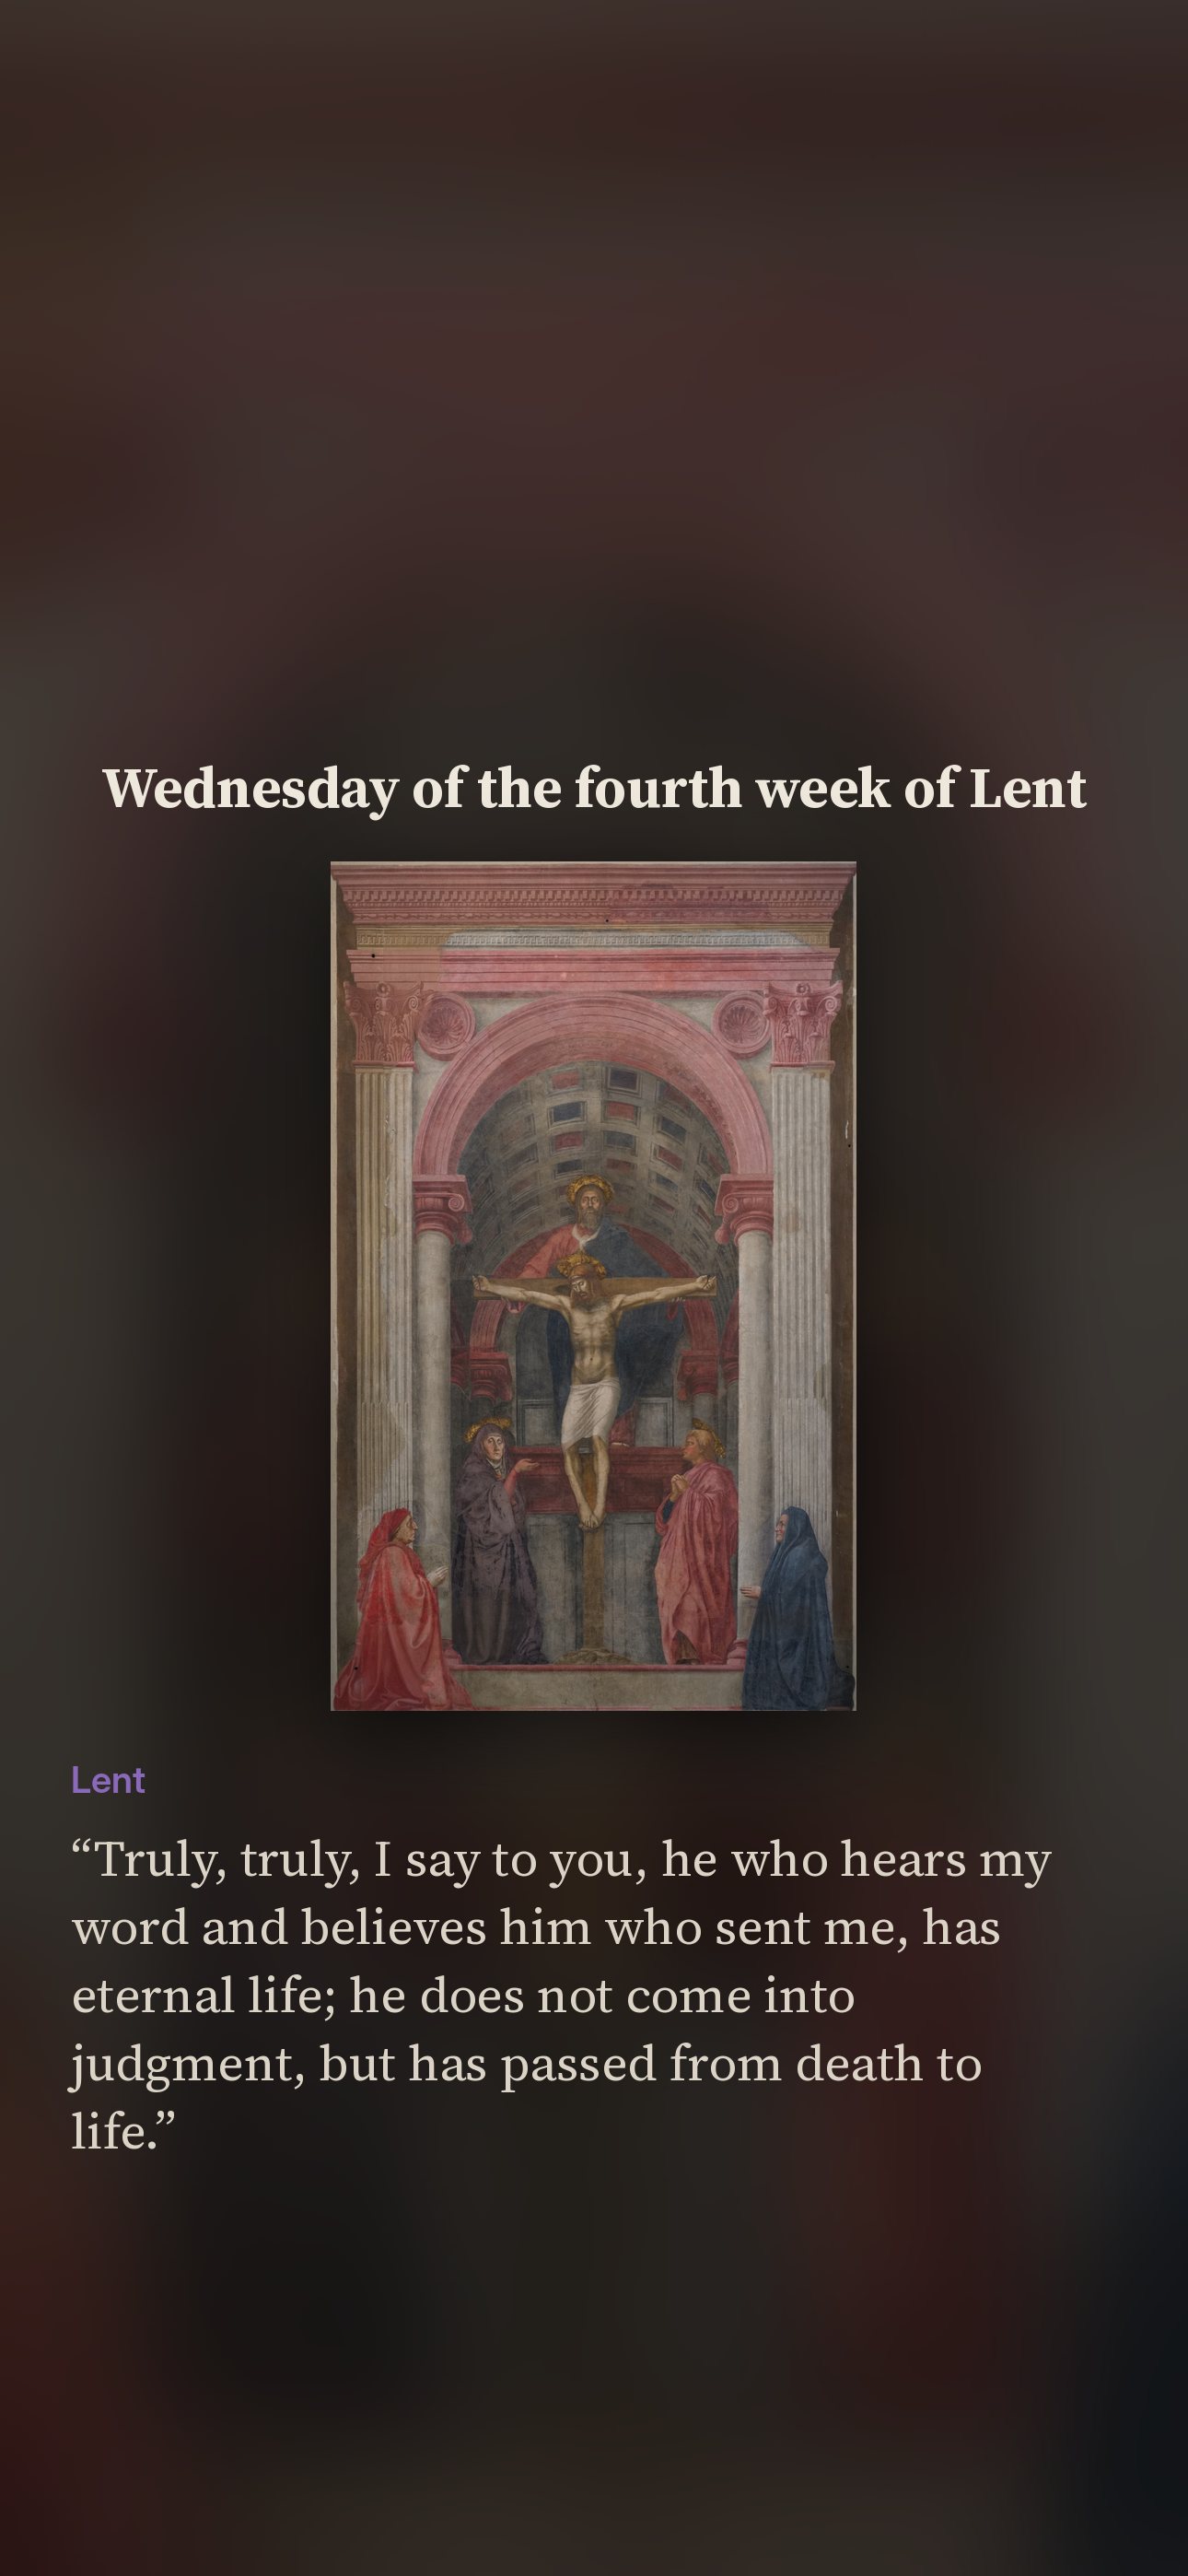 Wednesday of the fourth week of Lent
Lent
“Truly, truly, I say to you, he who hears my
word and believes him who sent me, has
eternal life; he does not come into
judgment, but has passed from death to
life.”